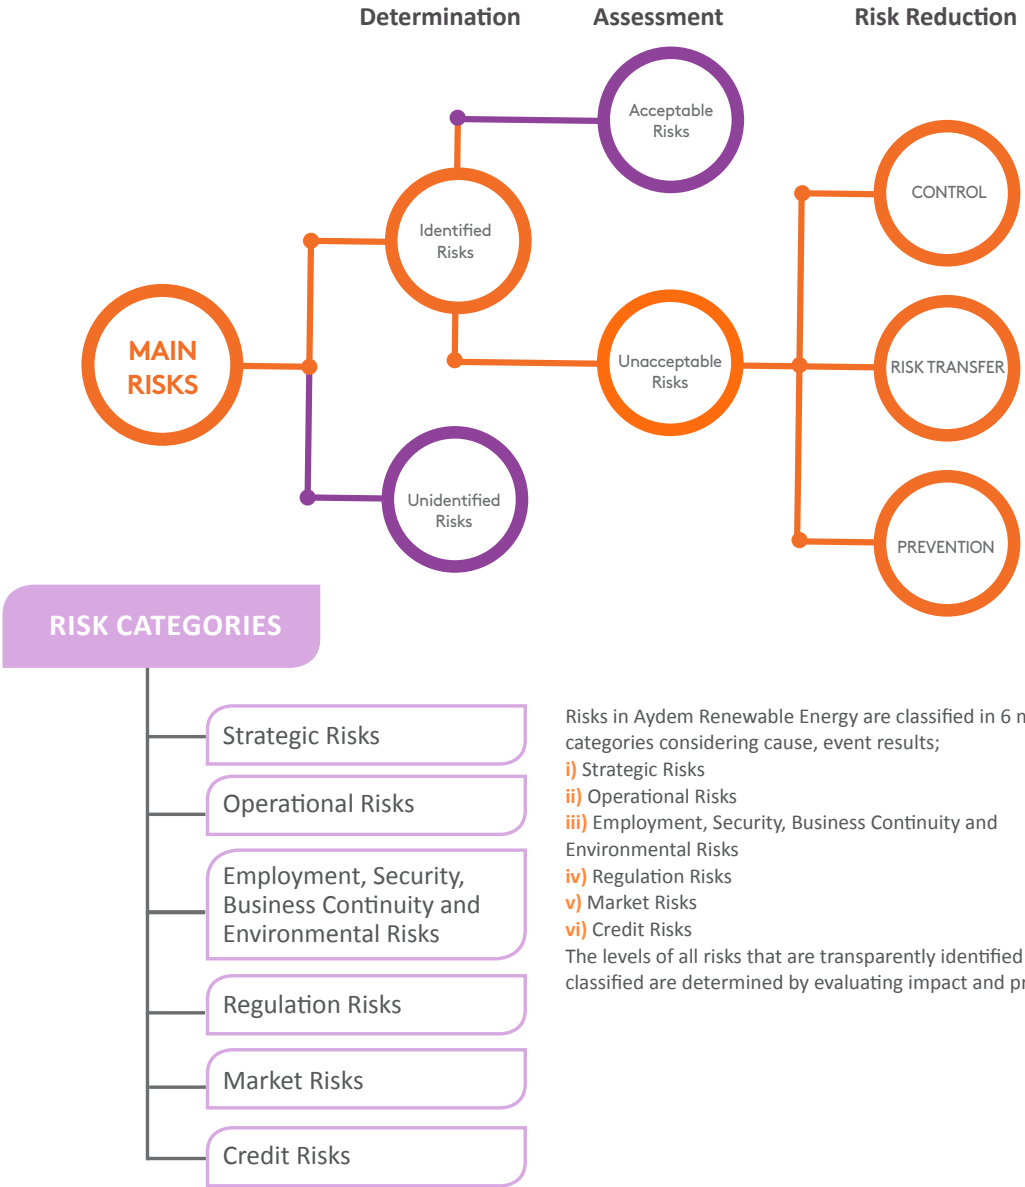 Determination Assessment Risk Reduction
Acceptable
Risks
CONTROL
Identified
Risks
MAIN
RISKS
Unacceptable
Risks
RISK TRANSFER
Unidentified
Risks
PREVENTION
RISK CATEGORIES
Strategic Risks
Operational Risks
Employment, Security,
Business Continuity and
Environmental Risks
Regulation Risks
Market Risks
Credit Risks
Risks in Aydem Renewable Energy are classified in 6
categories considering cause, event results;
i) Strategic Risks
ii) Operational Risks
iii) Employment, Security, Business Continuity and
Environmental Risks
iv) Regulation Risks
v) Market Risks
vi) Credit Risks
The levels of all risks that are transparently identified
classified are determined by evaluating impact and